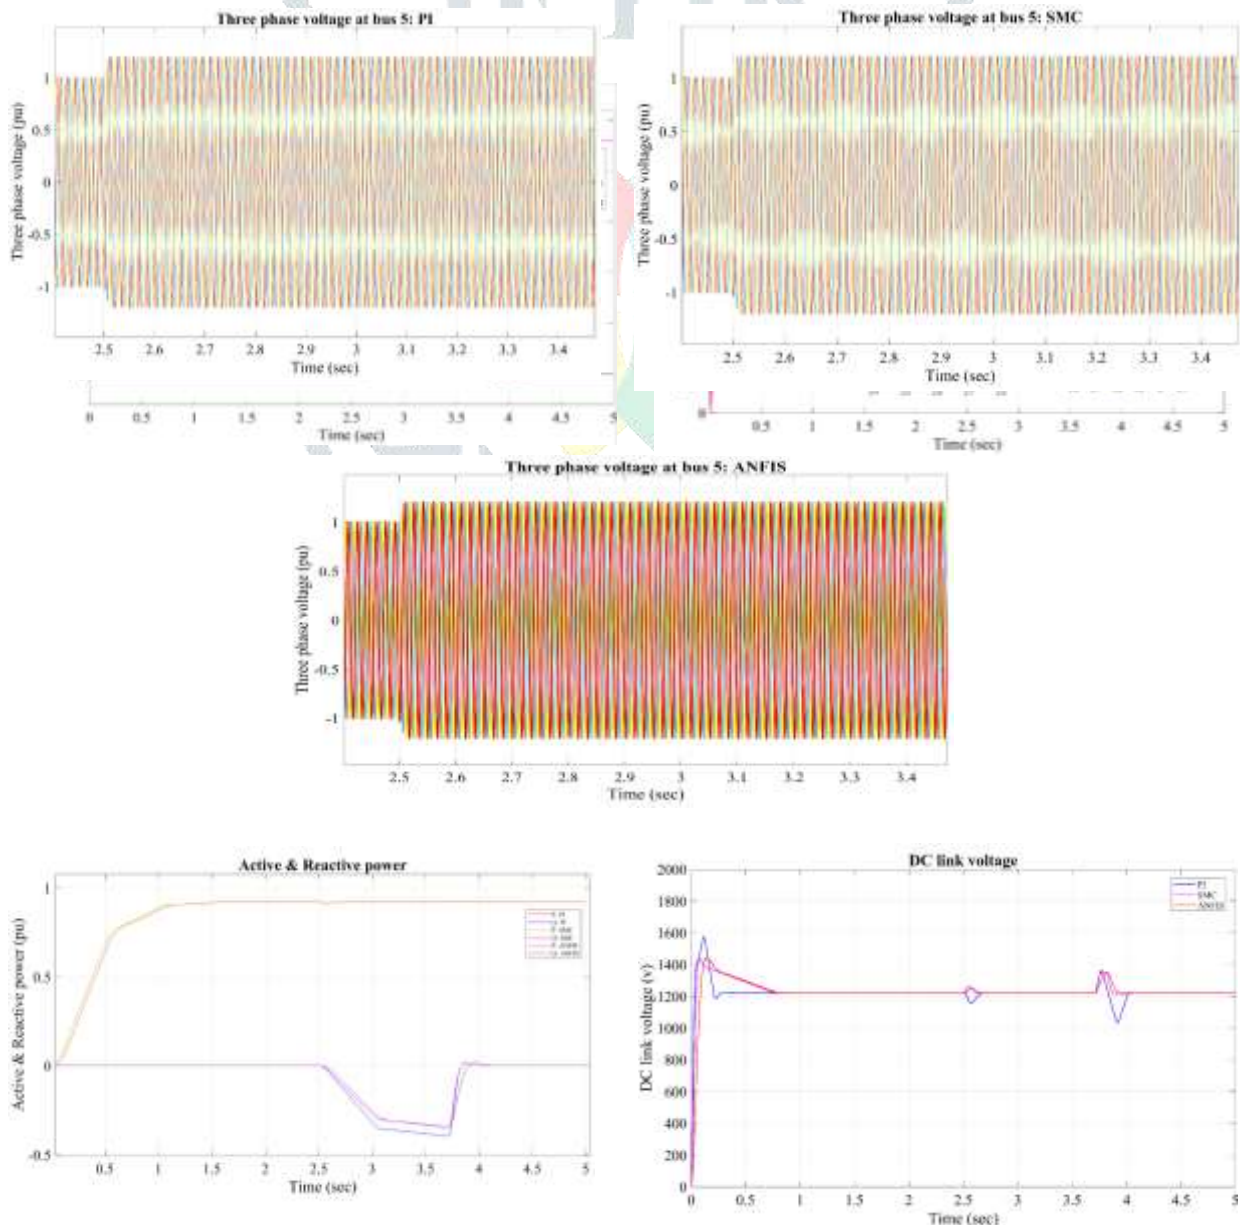 Three phase voltage at bus 5: PI
Three phase voltage (pu)
1
0.5
0
-0.5
-1
2.5 2.6 2.7 2.8 2.9 3 3.1 3.2 3.3 3.4
Time (sec)
0 0.5 1 1.5 2 2.5 3 3.5 4 4.5 5
Time (sec)
Three phase voltage at bus 5: SMC
Three phase voltage (pu)
1
0.5
0
-0.5
-1
2.5 2.6 2.7 2.8 2.9 3 3.1 3.2 3.3 3.4
Time (sec)
0 0.5 1 1.5 2 2.5 3 3.5 4 4.5 5
Time (sec)
Three phase voltage at bus 5: ANFIS
Three phase voltage (pu)
1
0.5
0
-0.5
-1
2.5 2.6 2.7 2.8 2.9 3 3.1 3.2 3.3 3.4
Time (sec)
Active & Reactive power
Active & Reactive power (pu)
1
0.5
0
-0.5
0.5 1 1.5 2 2.5 3 3.5 4 4.5 5
Time (sec)
DC link voltage
DC link voltage (v)
2000
1800
1600
1400
1200
1000
800
600
400
200
0
PI
SMC
ANFIS
0 0.5 1 1.5 2 2.5 3 3.5 4 4.5 5
Time (sec)